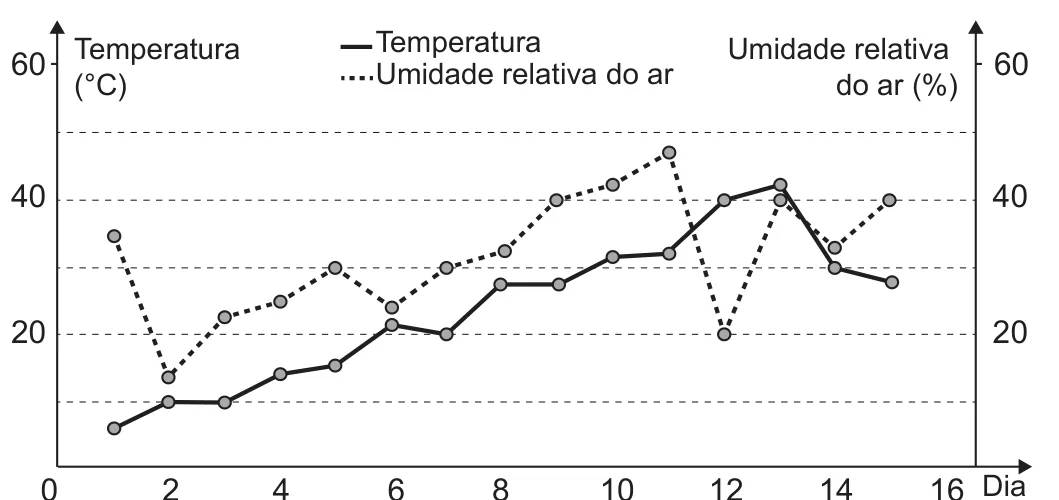 Temperatura
(°C)
Temperatura
Umidade relativa do ar
Umidade relativa
do ar (%)
60
60
40
40
20
20
0
0 2 4 6 8 10 12 14 16 Dia